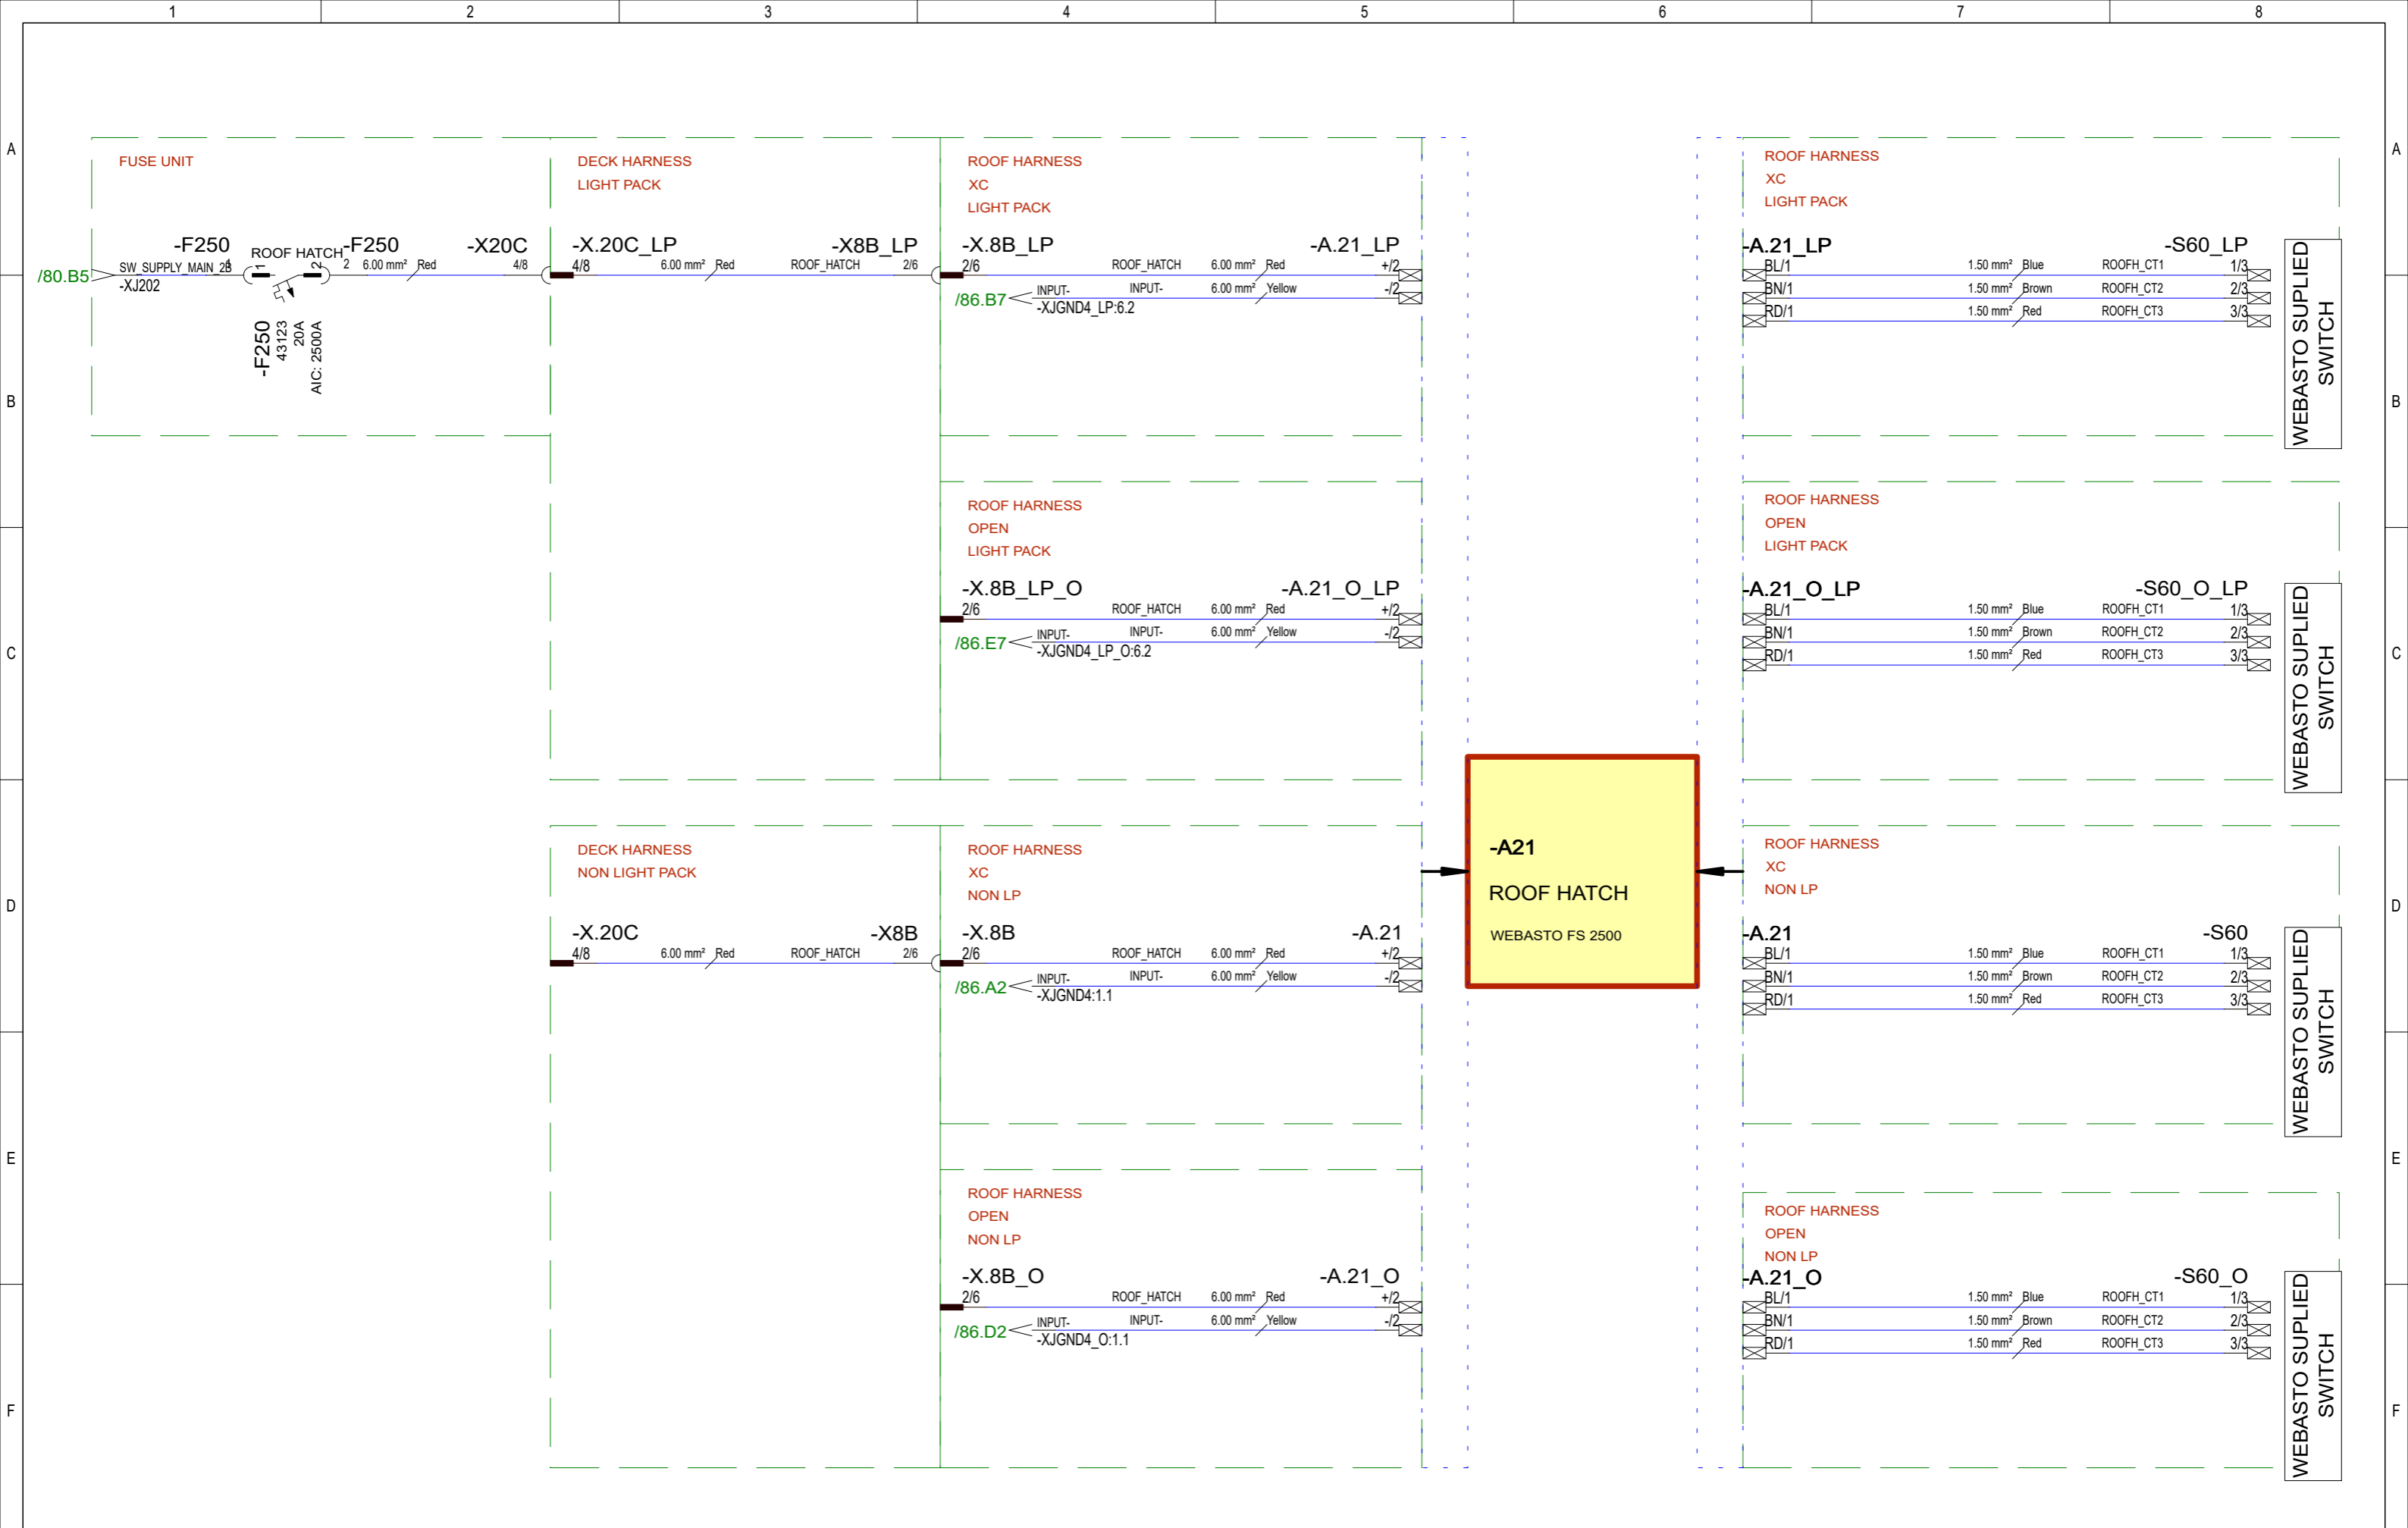 1 2 3 4 5 6 7 8
A A
FUSE UNIT
-F250
ROOF HATCH
-F250
-X20C
/80.B5
SW_SUPPLY_MAIN_2B
-XJ202
1
1
2
2
6.00 mm² Red
4/8
-F250
43123
20A
AIC: 2500A
DECK HARNESS
LIGHT PACK
-X.20C_LP
-X8B_LP
4/8 6.00 mm² Red ROOF_HATCH 2/6
ROOF HARNESS
XC
LIGHT PACK
-X.8B_LP
-A.21_LP
2/6 ROOF_HATCH 6.00 mm² Red +/2
/86.B7 INPUT- INPUT- 6.00 mm² Yellow -/2
-XJGND4_LP:6.2
ROOF HARNESS
XC
LIGHT PACK
-A.21_LP
-S60_LP
BL/1 1.50 mm² Blue ROOFH_CT1 1/3
BN/1 1.50 mm² Brown ROOFH_CT2 2/3
RD/1 1.50 mm² Red ROOFH_CT3 3/3
WEBASTO SUPLIED
SWITCH
B B
ROOF HARNESS
OPEN
LIGHT PACK
-X.8B_LP_O
-A.21_O_LP
2/6 ROOF_HATCH 6.00 mm² Red +/2
/86.E7 INPUT- INPUT- 6.00 mm² Yellow -/2
-XJGND4_LP_O:6.2
ROOF HARNESS
OPEN
LIGHT PACK
-A.21_O_LP
-S60_O_LP
BL/1 1.50 mm² Blue ROOFH_CT1 1/3
BN/1 1.50 mm² Brown ROOFH_CT2 2/3
RD/1 1.50 mm² Red ROOFH_CT3 3/3
WEBASTO SUPLIED
SWITCH
C C
DECK HARNESS
NON LIGHT PACK
-X.20C
-X8B
4/8 6.00 mm² Red ROOF_HATCH 2/6
ROOF HARNESS
XC
NON LP
-X.8B
-A.21
2/6 ROOF_HATCH 6.00 mm² Red +/2
/86.A2 INPUT- INPUT- 6.00 mm² Yellow -/2
-XJGND4:1.1
-A21
ROOF HATCH
WEBASTO FS 2500
ROOF HARNESS
XC
NON LP
-A.21
-S60
BL/1 1.50 mm² Blue ROOFH_CT1 1/3
BN/1 1.50 mm² Brown ROOFH_CT2 2/3
RD/1 1.50 mm² Red ROOFH_CT3 3/3
WEBASTO SUPLIED
SWITCH
D D
E E
ROOF HARNESS
OPEN
NON LP
-X.8B_O
-A.21_O
2/6 ROOF_HATCH 6.00 mm² Red +/2
/86.D2 INPUT- INPUT- 6.00 mm² Yellow -/2
-XJGND4_O:1.1
ROOF HARNESS
OPEN
NON LP
-A.21_O
-S60_O
BL/1 1.50 mm² Blue ROOFH_CT1 1/3
BN/1 1.50 mm² Brown ROOFH_CT2 2/3
RD/1 1.50 mm² Red ROOFH_CT3 3/3
WEBASTO SUPLIED
SWITCH
F F